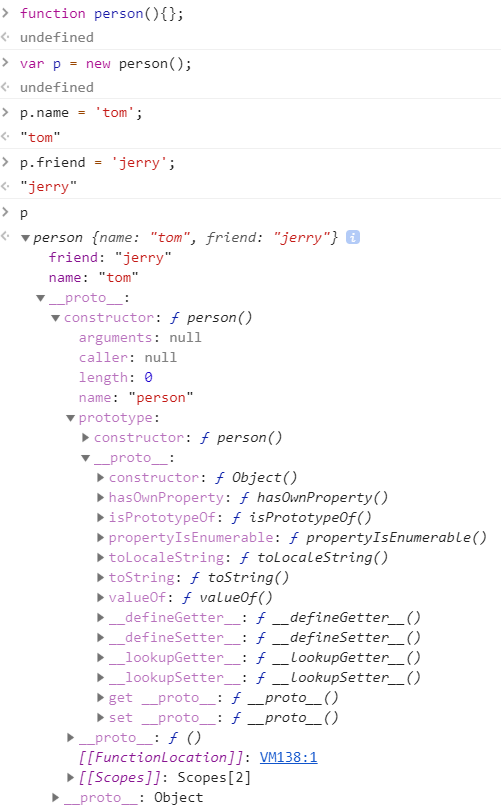 function person(){};
undefined
var p = new person();
undefined
p.name = 'tom';
"tom"
p.friend = 'jerry';
"jerry"
p
person {name: "tom", friend: "jerry"} i
friend: "jerry"
name: "tom"
__proto__:
constructor: ƒ person()
arguments: null
caller: null
length: 0
name: "person"
prototype:
constructor: ƒ person()
__proto__:
constructor: ƒ Object()
hasOwnProperty: ƒ hasOwnProperty()
isPrototypeOf: ƒ isPrototypeOf()
propertyIsEnumerable: ƒ propertyIsEnumerable()
toLocaleString: ƒ toLocaleString()
toString: ƒ toString()
valueOf: ƒ valueOf()
__defineGetter__: ƒ __defineGetter__()
__defineSetter__: ƒ __defineSetter__()
__lookupGetter__: ƒ __lookupGetter__()
__lookupSetter__: ƒ __lookupSetter__()
get __proto__: ƒ __proto__()
set __proto__: ƒ __proto__()
__proto__: ƒ ()
[[FunctionLocation]]: VM138:1
[[Scopes]]: Scopes[2]
__proto__: Object